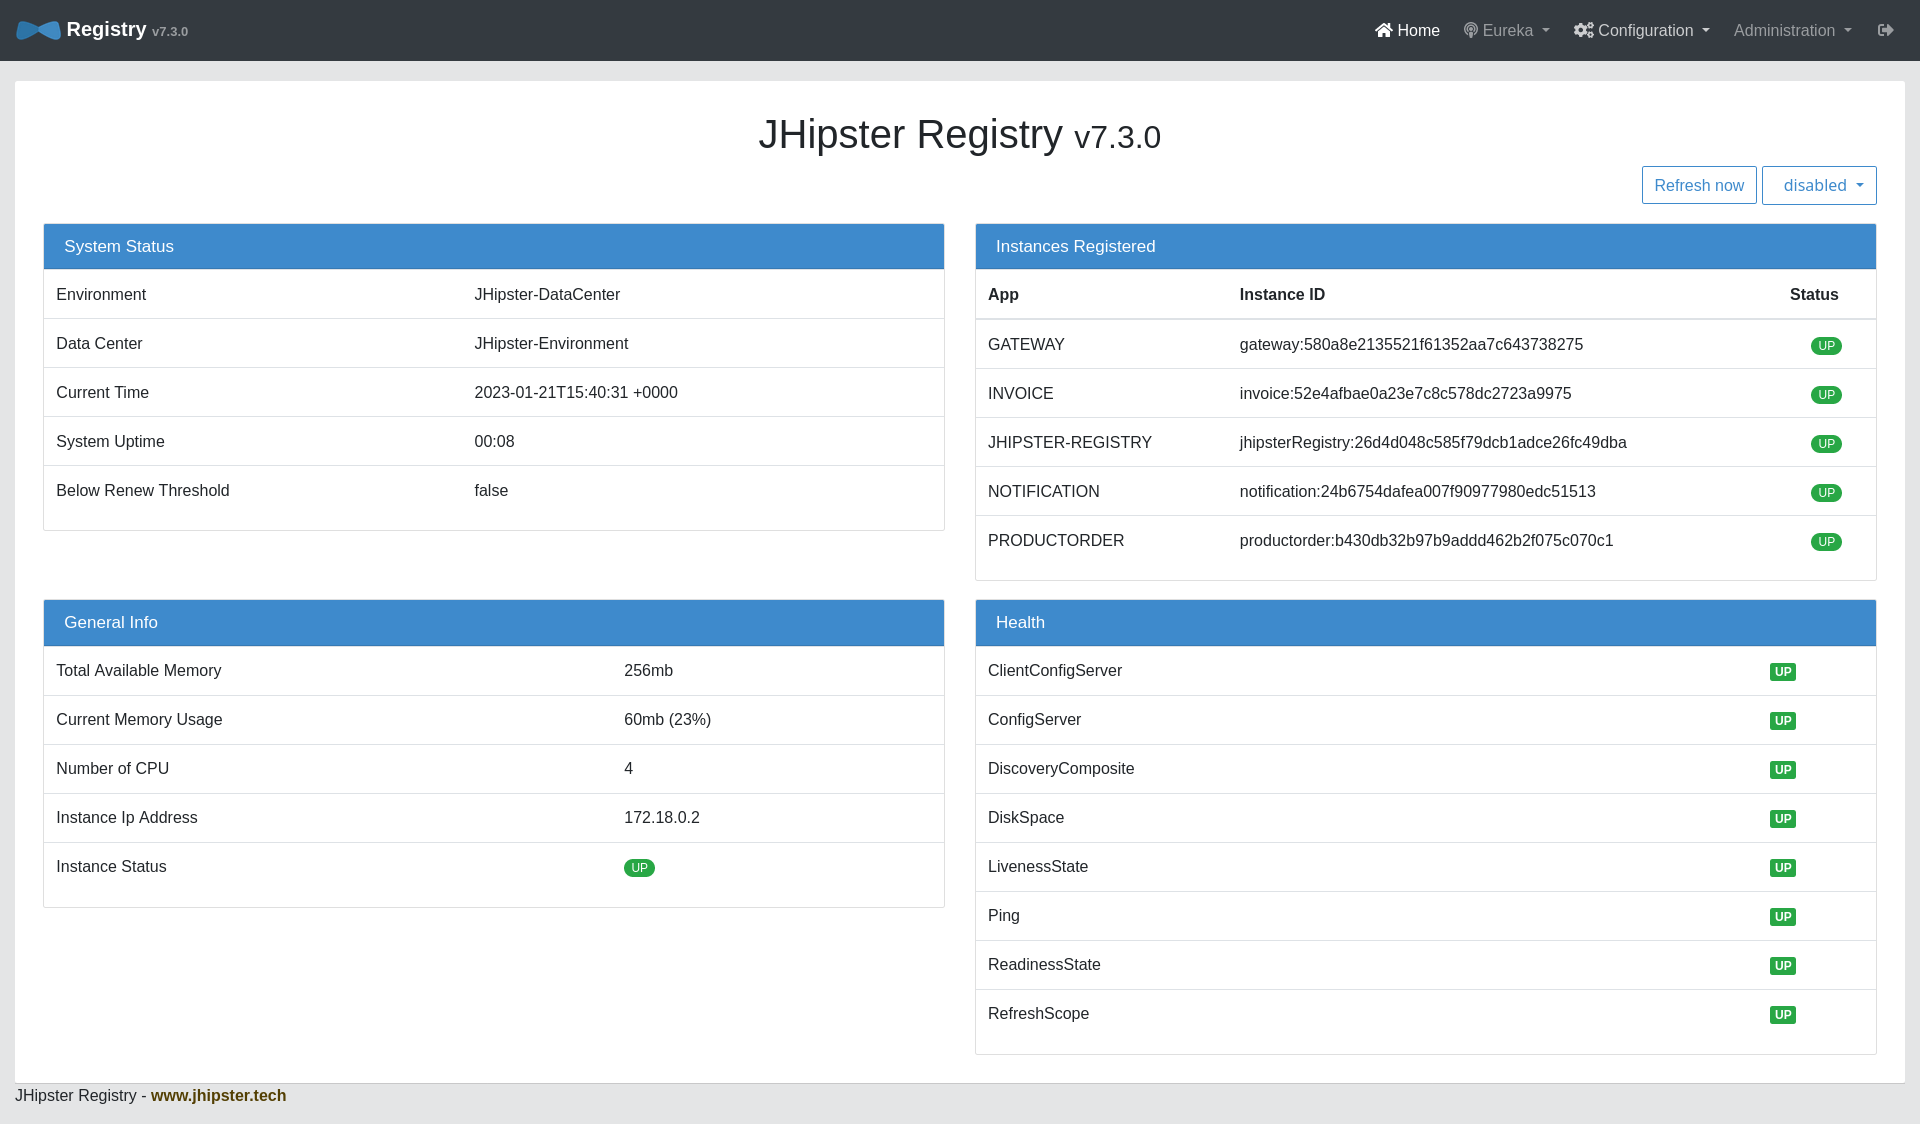 Registry v7.3.0
Home Eureka Configuration Administration
JHipster Registry v7.3.0
Refresh now disabled
System Status
Environment JHipster-DataCenter
Data Center JHipster-Environment
Current Time 2023-01-21T15:40:31 +0000
System Uptime 00:08
Below Renew Threshold false
Instances Registered
App Instance ID Status
GATEWAY gateway:580a8e2135521f61352aa7c643738275 UP
INVOICE invoice:52e4afbae0a23e7c8c578dc2723a9975 UP
JHIPSTER-REGISTRY jhipsterRegistry:26d4d048c585f79dcb1adce26fc49dba UP
NOTIFICATION notification:24b6754dafea007f90977980edc51513 UP
PRODUCTORDER productorder:b430db32b97b9addd462b2f075c070c1 UP
General Info
Total Available Memory 256mb
Current Memory Usage 60mb (23%)
Number of CPU 4
Instance Ip Address 172.18.0.2
Instance Status UP
Health
ClientConfigServer UP
ConfigServer UP
DiscoveryComposite UP
DiskSpace UP
LivenessState UP
Ping UP
ReadinessState UP
RefreshScope UP
JHipster Registry - www.jhipster.tech